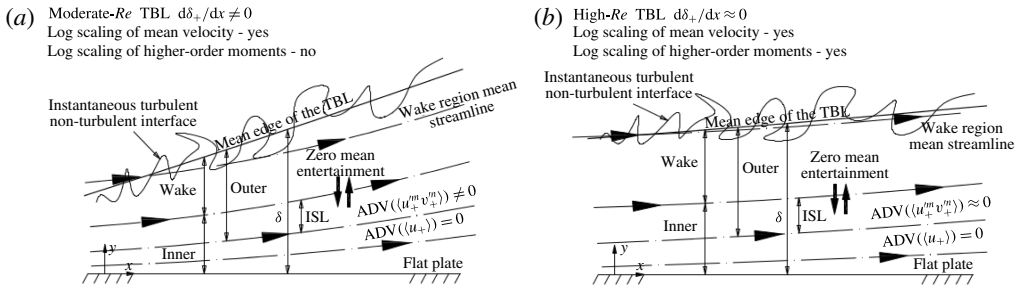 (a) Moderate-Re TBL dδ₊/dx ≠ 0
Log scaling of mean velocity - yes
Log scaling of higher-order moments - no
Instantaneous turbulent
non-turbulent interface
Mean edge of the TBL
Wake region mean
streamline
Zero mean
entertainment
Wake
Outer
δ
ISL
ADV(⟨u₊′ᵐv₊′ⁿ⟩) ≠ 0
ADV(⟨u₊⟩) = 0
y
Inner
x
Flat plate
(b) High-Re TBL dδ₊/dx ≈ 0
Log scaling of mean velocity - yes
Log scaling of higher-order moments - yes
Instantaneous turbulent
non-turbulent interface
Mean edge of the TBL
Wake region
mean streamline
Zero mean
entertainment
Wake
Outer
δ
ISL
ADV(⟨u₊′ᵐv₊′ⁿ⟩) ≈ 0
ADV(⟨u₊⟩) = 0
y
Inner
x
Flat plate